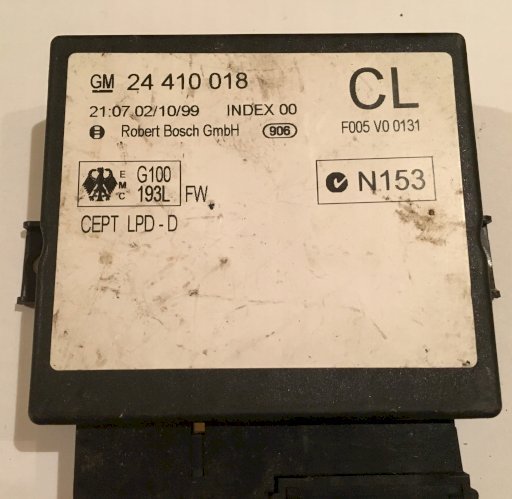 GM 24 410 018 CL
21:07 02/10/99 INDEX 00 F005 V0 0131
Robert Bosch GmbH 906
EMC G100 193L FW N153
CEPT LPD - D